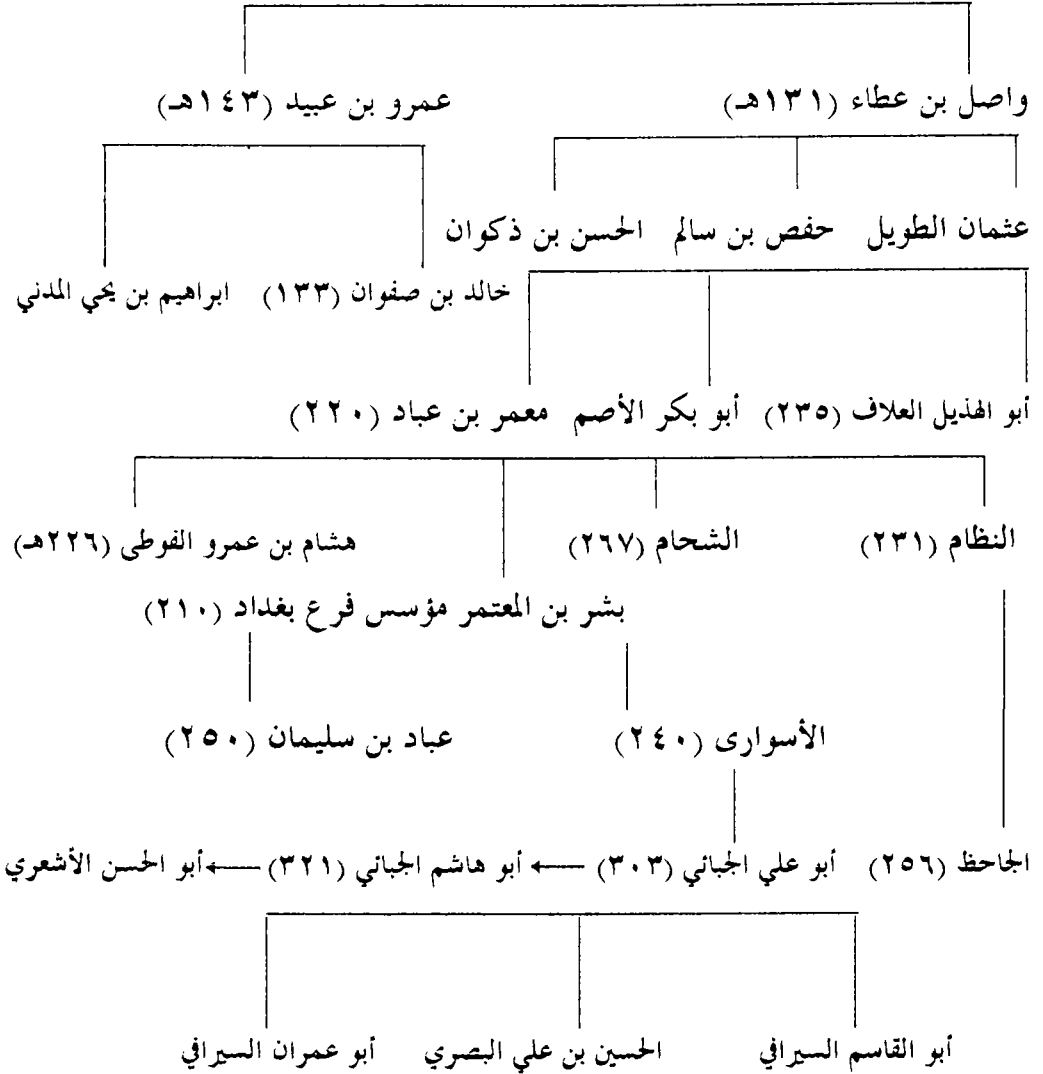 واصل بن عطاء (١٣١هـ) عمرو بن عبيد (١٤٣هـ)
عثمان الطويل حفص بن سالم الحسن بن ذكوان
خالد بن صفوان (١٣٣) ابراهيم بن يحي المدني
أبو الهذيل العلاف (٢٣٥) أبو بكر الأصم معمر بن عباد (٢٢٠)
النظام (٢٣١) الشحام (٢٦٧) هشام بن عمرو الفوطى (٢٢٦هـ)
بشر بن المعتمر مؤسس فرع بغداد (٢١٠)
الأسوارى (٢٤٠) عباد بن سليمان (٢٥٠)
الجاحظ (٢٥٦) أبو علي الجبائي (٣٠٣) ← أبو هاشم الجبائي (٣٢١) ← أبو الحسن الأشعري
أبو القاسم السيرافي الحسين بن علي البصري أبو عمران السيرافي